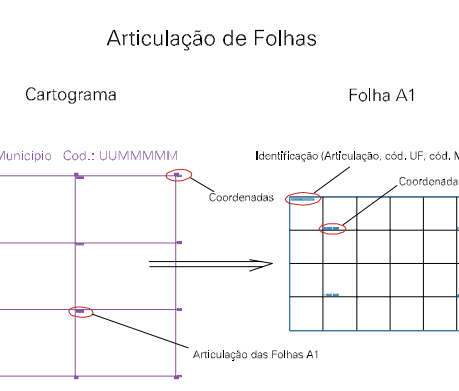 Articulação de Folhas
Cartograma
Folha A1
Municipio Cod.: UUMMMMM
Identificação (Articulação, cód. UF, cód. M
Coordenadas
Coordenada
Articulação das Folhas A1